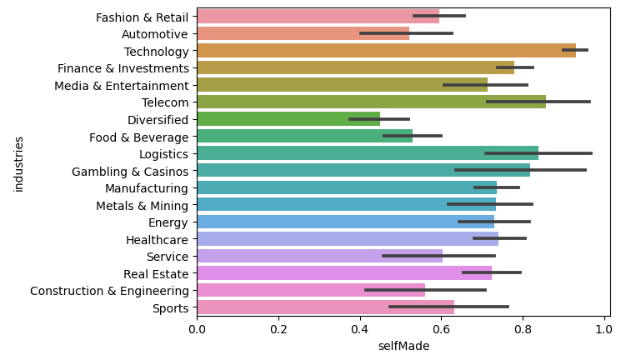 Fashion & Retail
Automotive
Technology
Finance & Investments
Media & Entertainment
Telecom
Diversified
Food & Beverage
Logistics
Gambling & Casinos
Manufacturing
Metals & Mining
Energy
Healthcare
Service
Real Estate
Construction & Engineering
Sports
industries
0.0 0.2 0.4 0.6 0.8 1.0
selfMade